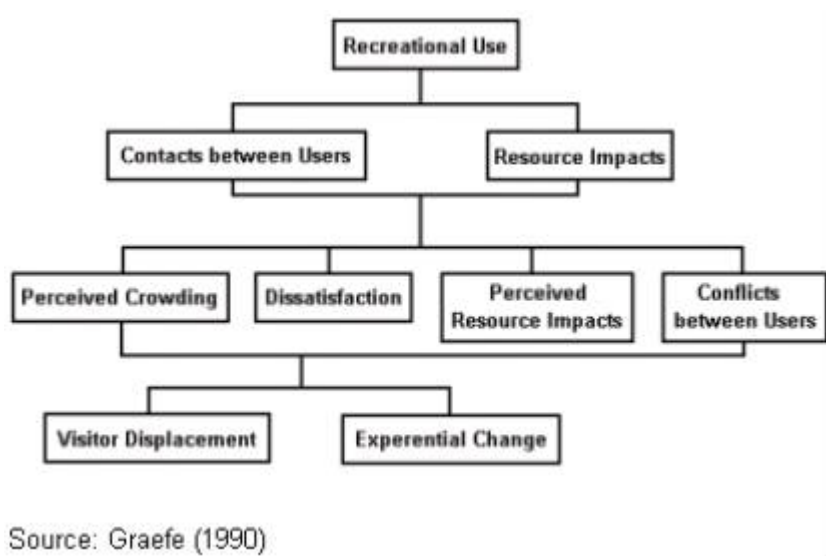 Recreational Use
Contacts between Users
Resource Impacts
Perceived Crowding
Dissatisfaction
Perceived
Resource Impacts
Conflicts
between Users
Visitor Displacement
Experential Change
Source: Graefe (1990)